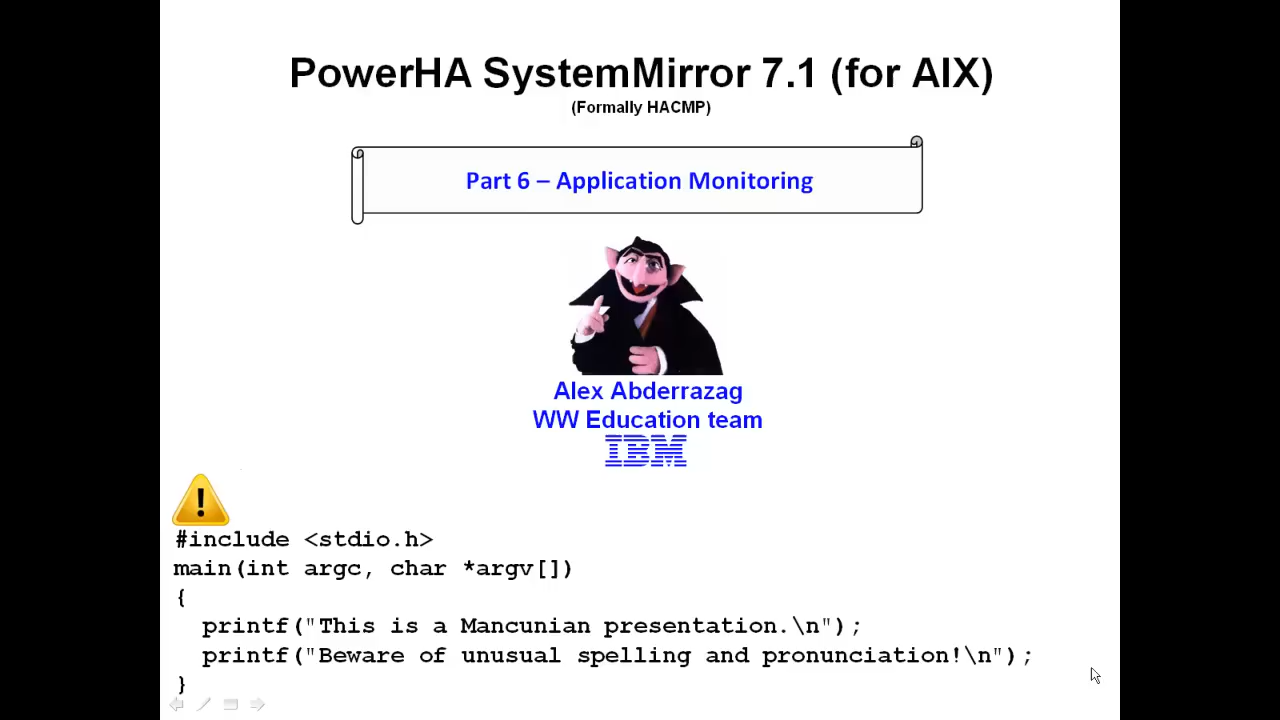 PowerHA SystemMirror 7.1 (for AIX)
(Formally HACMP)
Part 6 – Application Monitoring
Alex Abderrazag
WW Education team
IBM
!
#include <stdio.h>
main(int argc, char *argv[])
{
  printf("This is a Mancunian presentation.\n");
  printf("Beware of unusual spelling and pronunciation!\n");
}